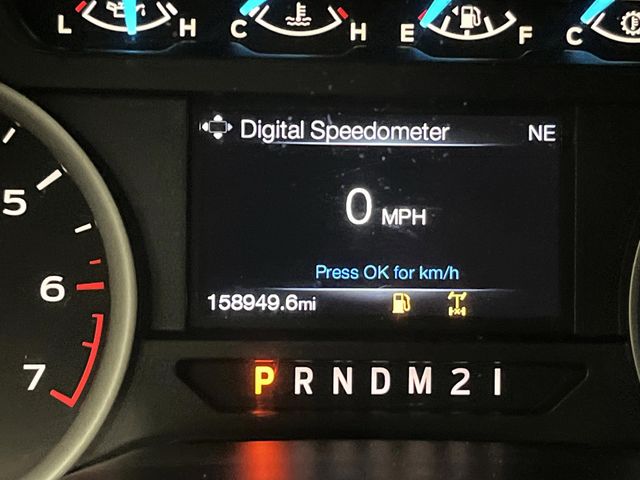 L H C H E F C
Digital Speedometer NE
5
0 MPH
6
Press OK for km/h
158949.6mi
7
P R N D M 2 1